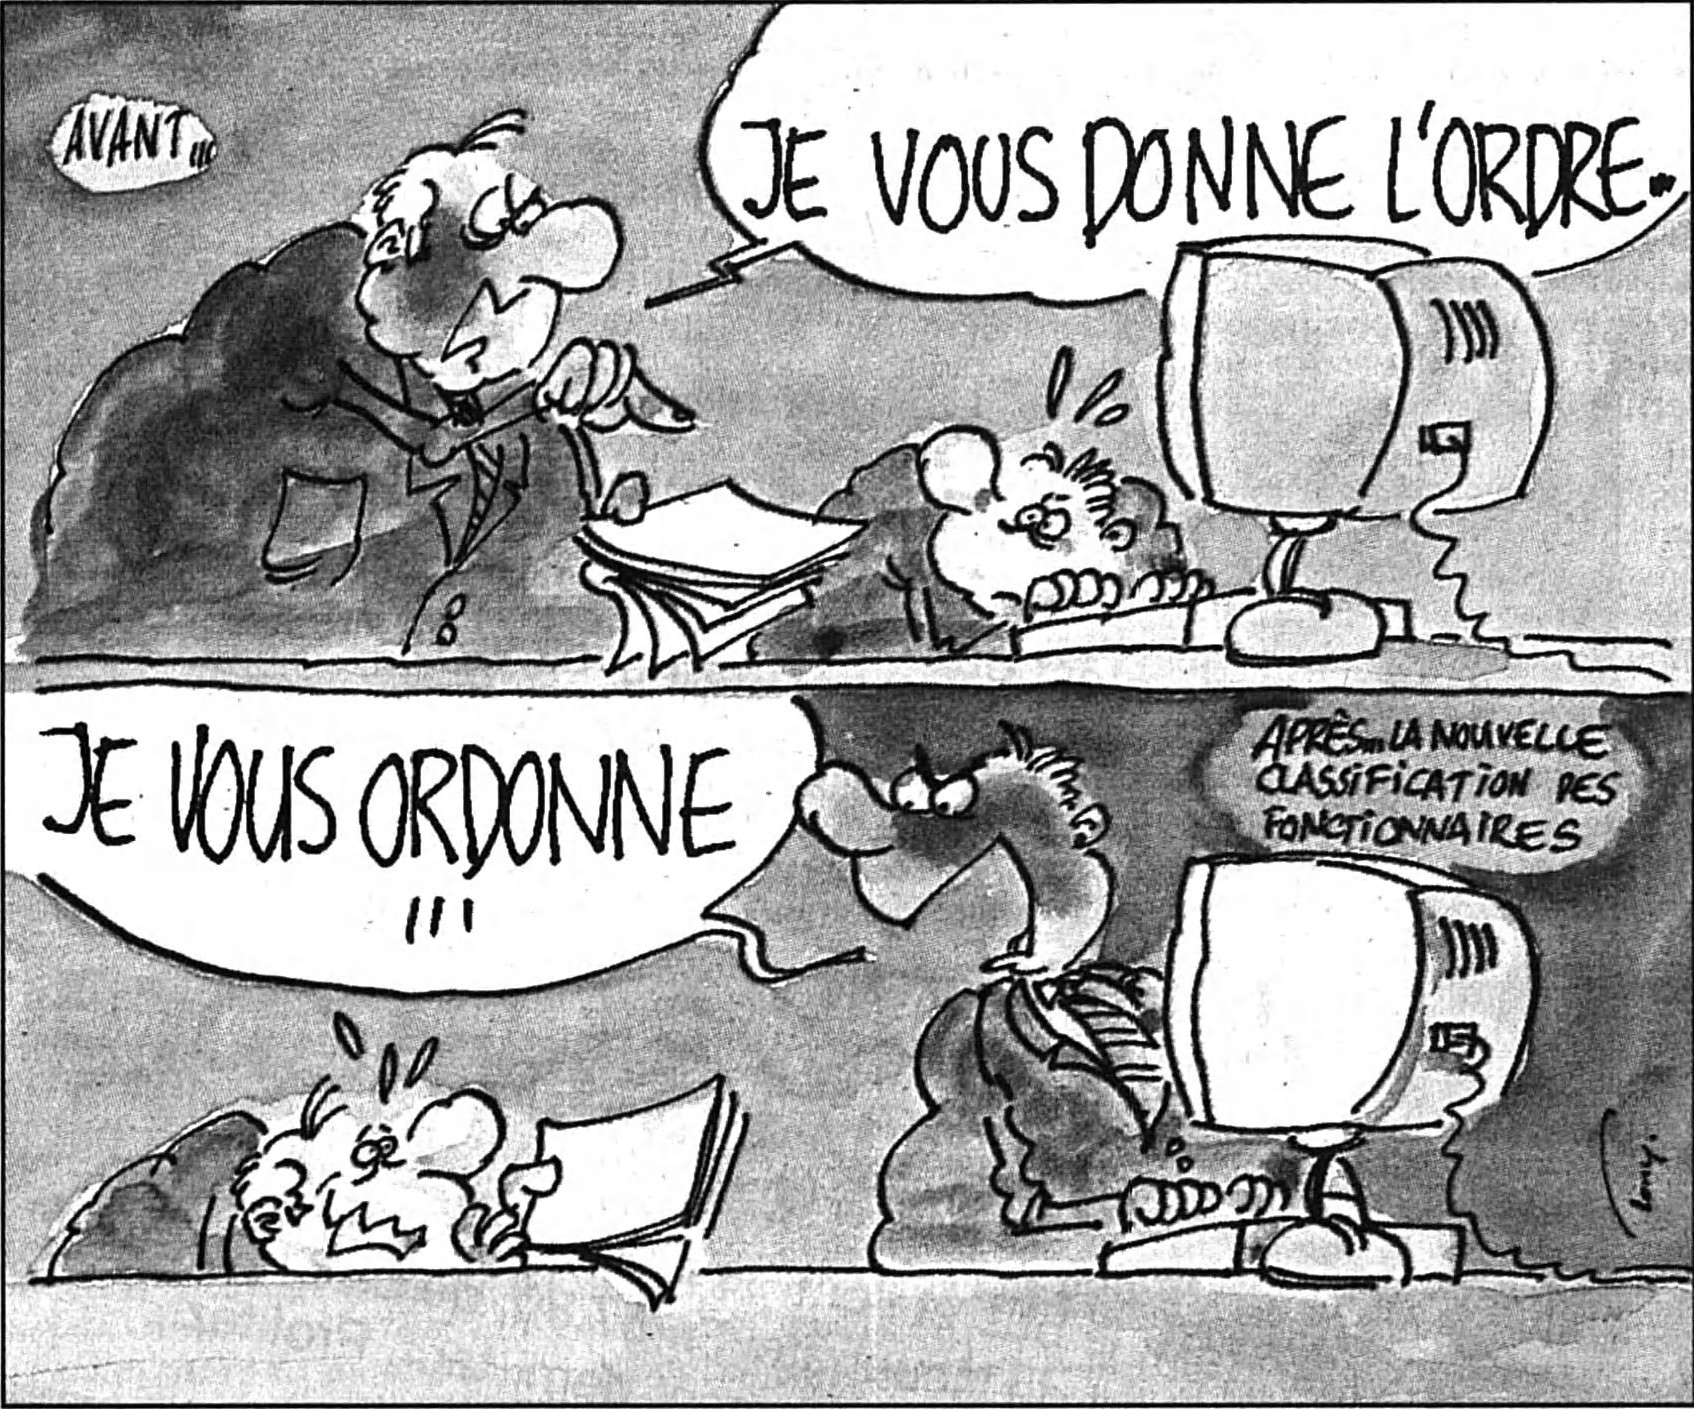 AVANT...
JE VOUS DONNE L'ORDRE...
JE VOUS ORDONNE
!!!
APRÈS... LA NOUVELLE
CLASSIFICATION DES
FONCTIONNAIRES